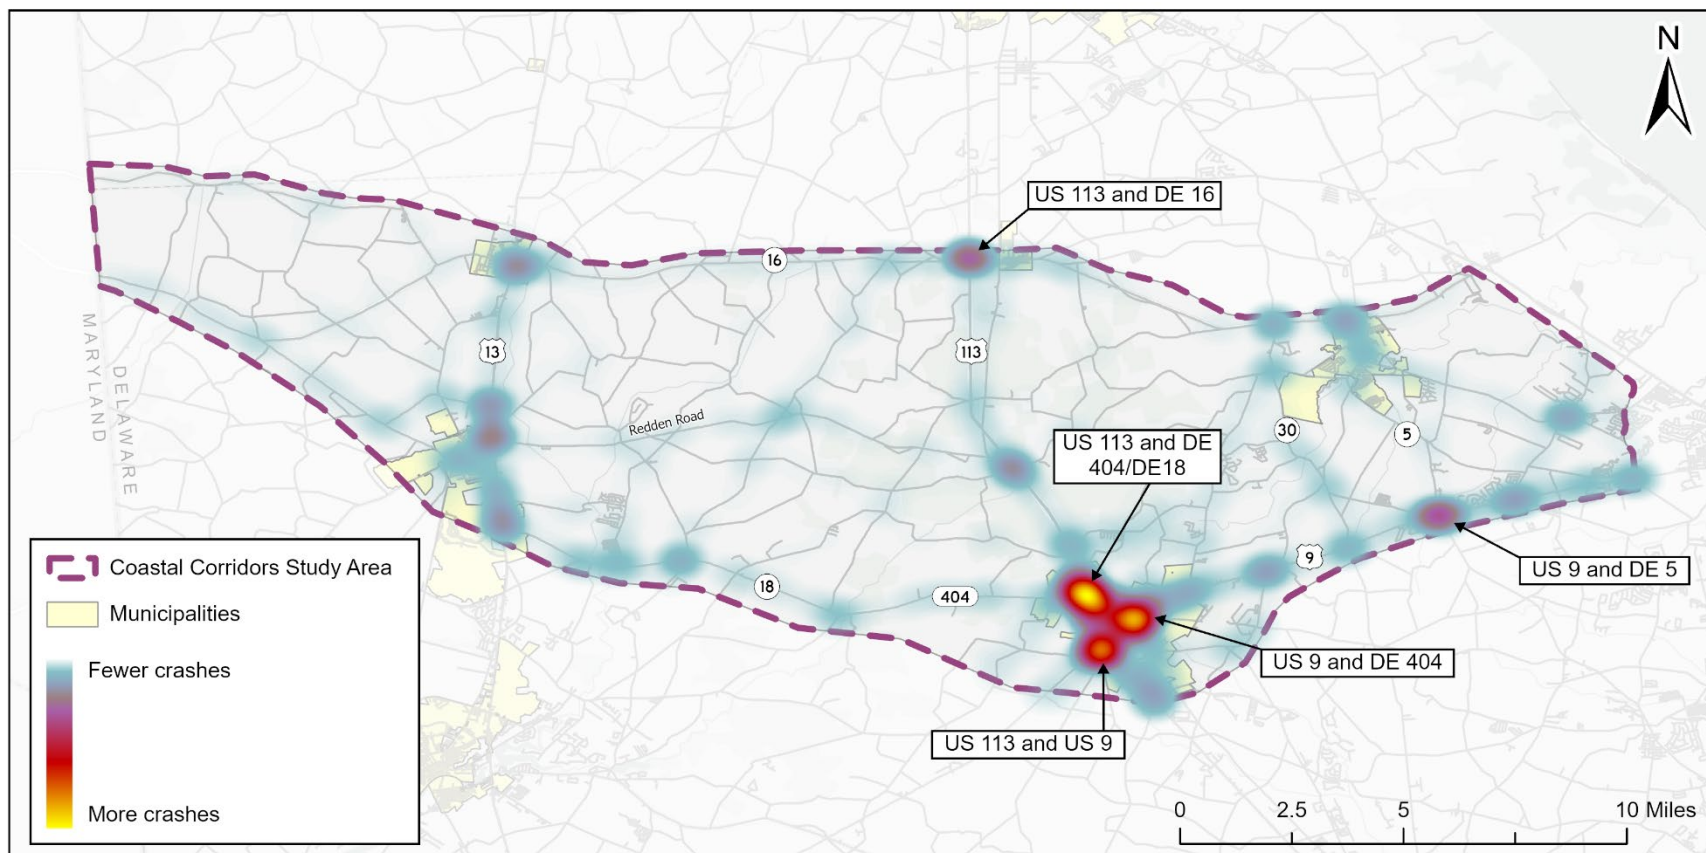 N
US 113 and DE 16
16
13
113
MARYLAND
DELAWARE
Redden Road
US 113 and DE
404/DE18
30
5
9
US 9 and DE 5
18
404
US 9 and DE 404
US 113 and US 9
Coastal Corridors Study Area
Municipalities
Fewer crashes
More crashes
0 2.5 5 10 Miles